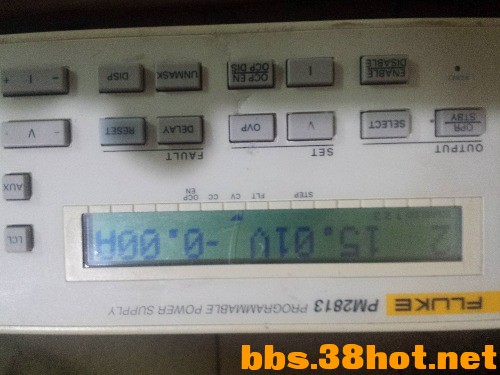 FLUKE PM2813 PROGRAMMABLE POWER SUPPLY
2 15.01V -0.00A
LCL
STEP FLT CV CC OCP EN
AUX
OUTPUT SET FAULT
OPR STBY
SELECT
V
OVP
DELAY
RESET
- V +
ENABLE DISABLE
I
OCP EN OCP DIS
UNMASK
DISP
- I +
bbs.38hot.net